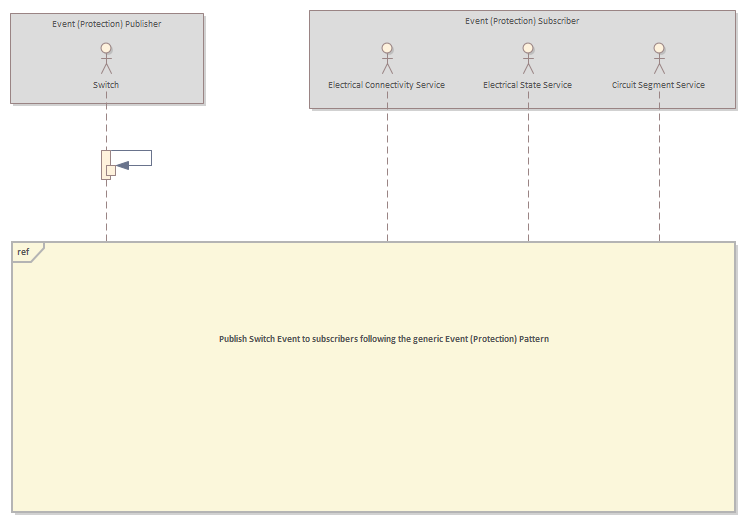 Event (Protection) Publisher
Event (Protection) Subscriber
Switch
Electrical Connectivity Service
Electrical State Service
Circuit Segment Service
ref
Publish Switch Event to subscribers following the generic Event (Protection) Pattern